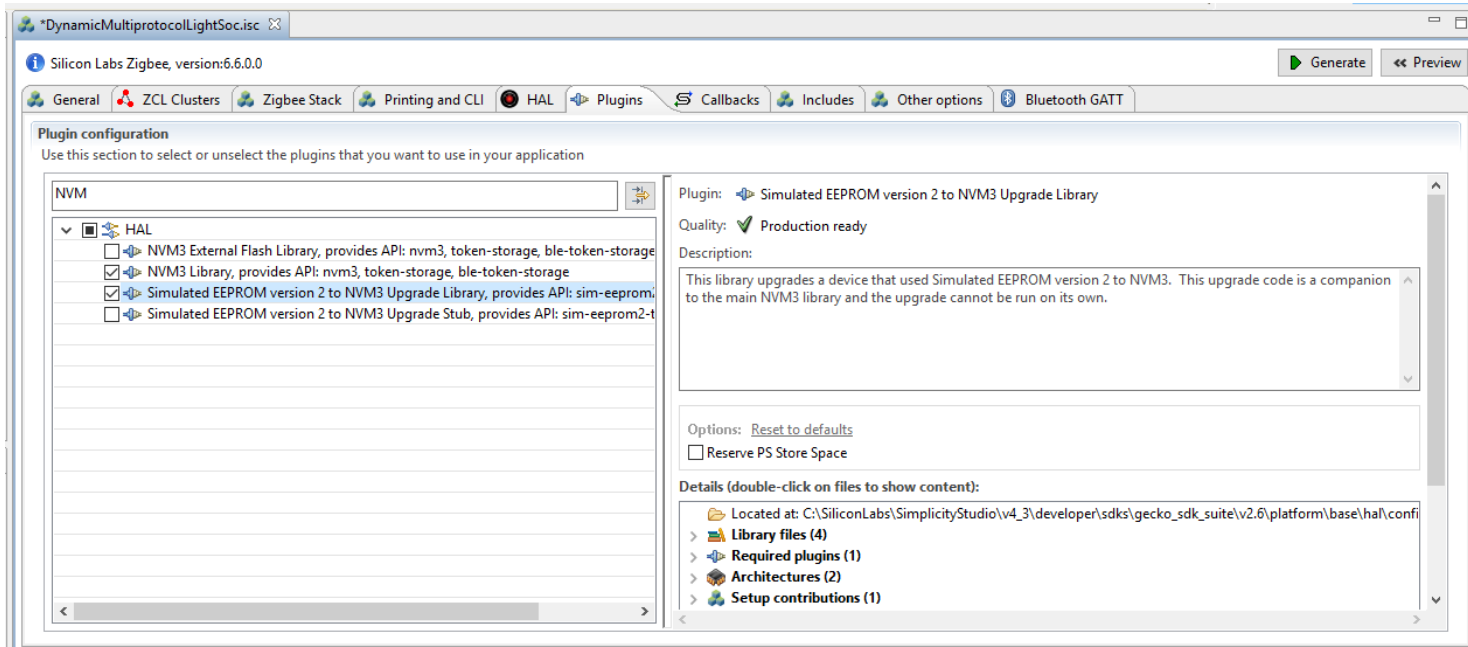 *DynamicMultiprotocolLightSoc.isc
Silicon Labs Zigbee, version:6.6.0.0
Generate
Preview
General
ZCL Clusters
Zigbee Stack
Printing and CLI
HAL
Plugins
Callbacks
Includes
Other options
Bluetooth GATT
Plugin configuration
Use this section to select or unselect the plugins that you want to use in your application
NVM
HAL
NVM3 External Flash Library, provides API: nvm3, token-storage, ble-token-storage
NVM3 Library, provides API: nvm3, token-storage, ble-token-storage
Simulated EEPROM version 2 to NVM3 Upgrade Library, provides API: sim-eeprom
Simulated EEPROM version 2 to NVM3 Upgrade Stub, provides API: sim-eeprom2-t
Plugin: Simulated EEPROM version 2 to NVM3 Upgrade Library
Quality: Production ready
Description:
This library upgrades a device that used Simulated EEPROM version 2 to NVM3. This upgrade code is a companion
to the main NVM3 library and the upgrade cannot be run on its own.
Options: Reset to defaults
Reserve PS Store Space
Details (double-click on files to show content):
Located at: C:\SiliconLabs\SimplicityStudio\v4_3\developer\sdks\gecko_sdk_suite\v2.6\platform\base\hal\confi
Library files (4)
Required plugins (1)
Architectures (2)
Setup contributions (1)